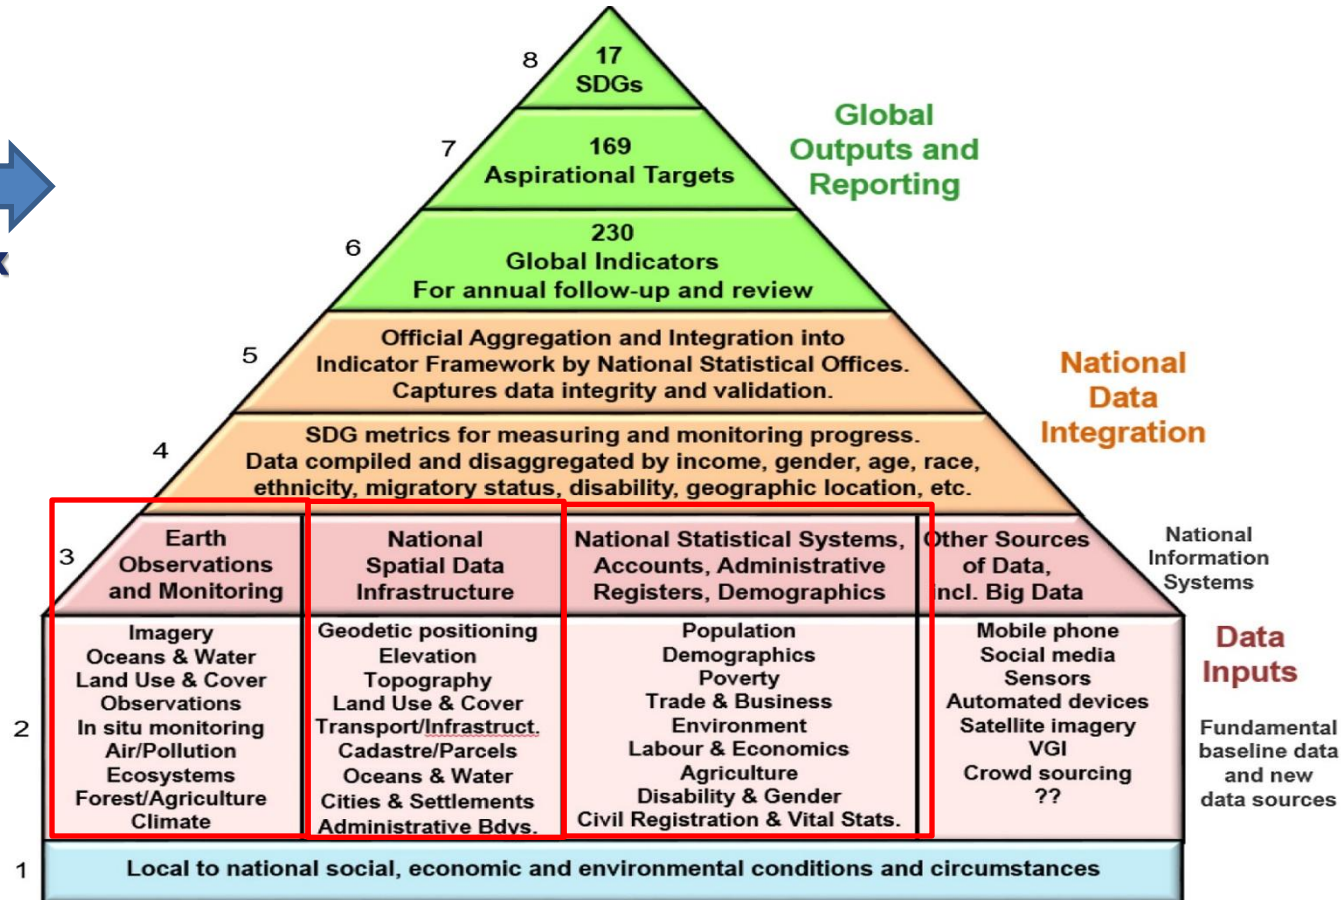 8
17
SDGs
7
169
Aspirational Targets
Global
Outputs and
Reporting
6
230
Global Indicators
For annual follow-up and review
5
Official Aggregation and Integration into
Indicator Framework by National Statistical Offices.
Captures data integrity and validation.
National
Data
Integration
4
SDG metrics for measuring and monitoring progress.
Data compiled and disaggregated by income, gender, age, race,
ethnicity, migratory status, disability, geographic location, etc.
3
Earth
Observations
and Monitoring
National
Spatial Data
Infrastructure
National Statistical Systems,
Accounts, Administrative
Registers, Demographics
Other Sources
of Data,
incl. Big Data
National
Information
Systems
2
Imagery
Oceans & Water
Land Use & Cover
Observations
In situ monitoring
Air/Pollution
Ecosystems
Forest/Agriculture
Climate
Geodetic positioning
Elevation
Topography
Land Use & Cover
Transport/Infrastruct.
Cadastre/Parcels
Oceans & Water
Cities & Settlements
Administrative Bdys.
Population
Demographics
Poverty
Trade & Business
Environment
Labour & Economics
Agriculture
Disability & Gender
Civil Registration & Vital Stats.
Mobile phone
Social media
Sensors
Automated devices
Satellite imagery
VGI
Crowd sourcing
??
Data
Inputs
Fundamental
baseline data
and new
data sources
1
Local to national social, economic and environmental conditions and circumstances